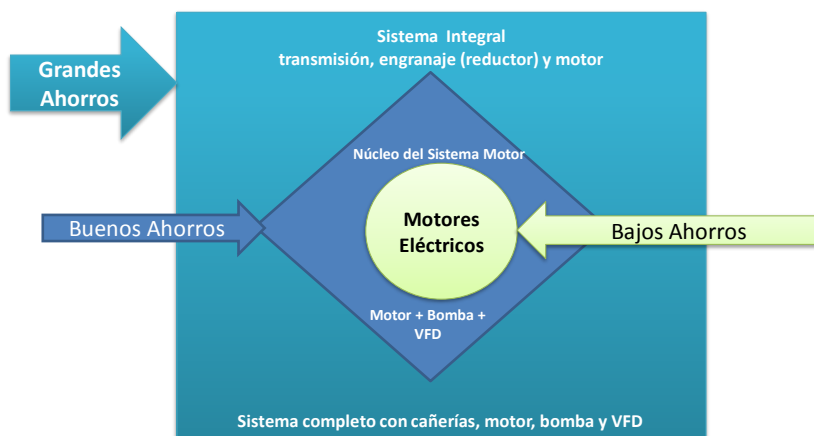 Sistema Integral
transmisión, engranaje (reductor) y motor
Grandes
Ahorros
Núcleo del Sistema Motor
Motores
Eléctricos
Buenos Ahorros
Bajos Ahorros
Motor + Bomba +
VFD
Sistema completo con cañerías, motor, bomba y VFD